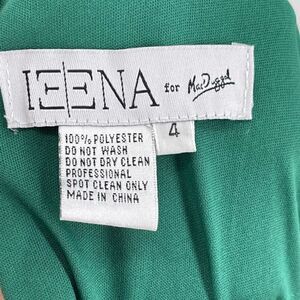 IEENA for Mac Duggal
4
100% POLYESTER
DO NOT WASH
DO NOT DRY CLEAN
PROFESSIONAL
SPOT CLEAN ONLY
MADE IN CHINA